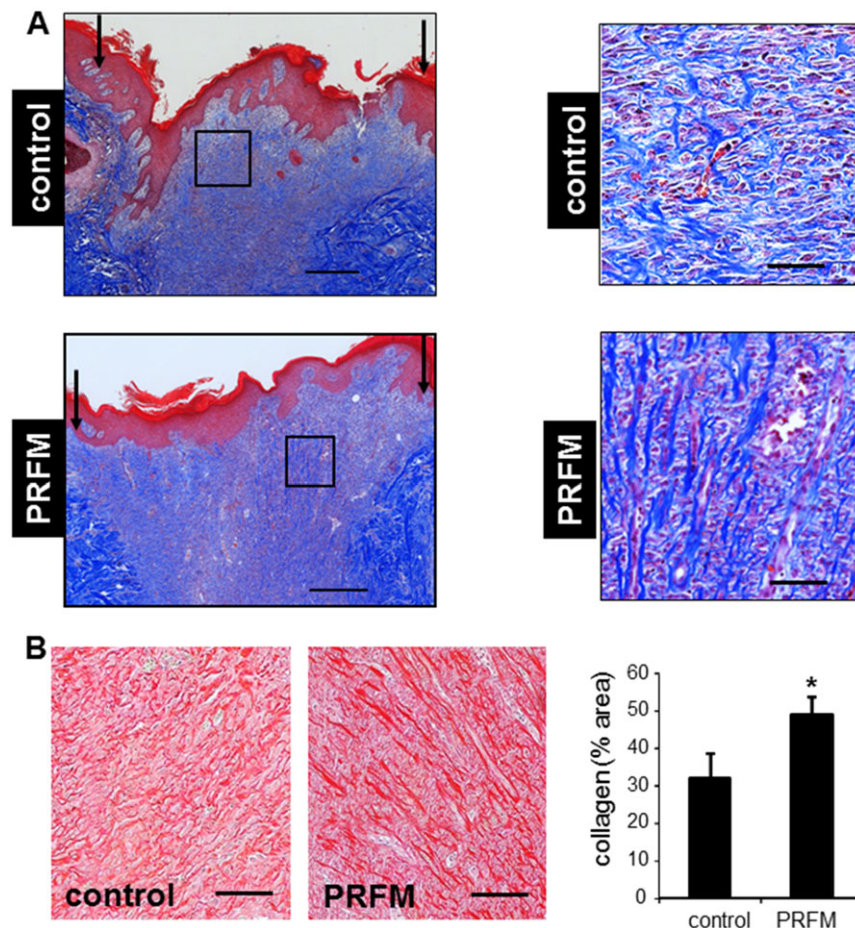 A
control
control
PRFM
PRFM
B
control
PRFM
collagen (% area)
60
50
40
30
20
10
0
*
control
PRFM